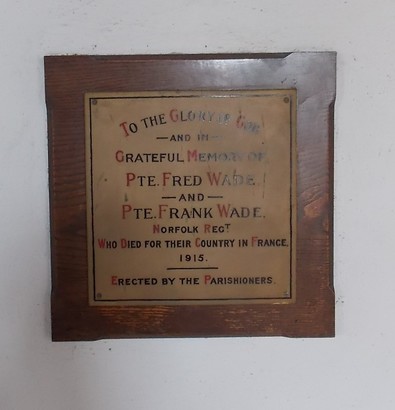 TO THE GLORY OF GOD
—AND IN—
GRATEFUL MEMORY OF
PTE. FRED WADE
—AND—
PTE. FRANK WADE.
NORFOLK REGT
WHO DIED FOR THEIR COUNTRY IN FRANCE,
1915.
ERECTED BY THE PARISHIONERS.